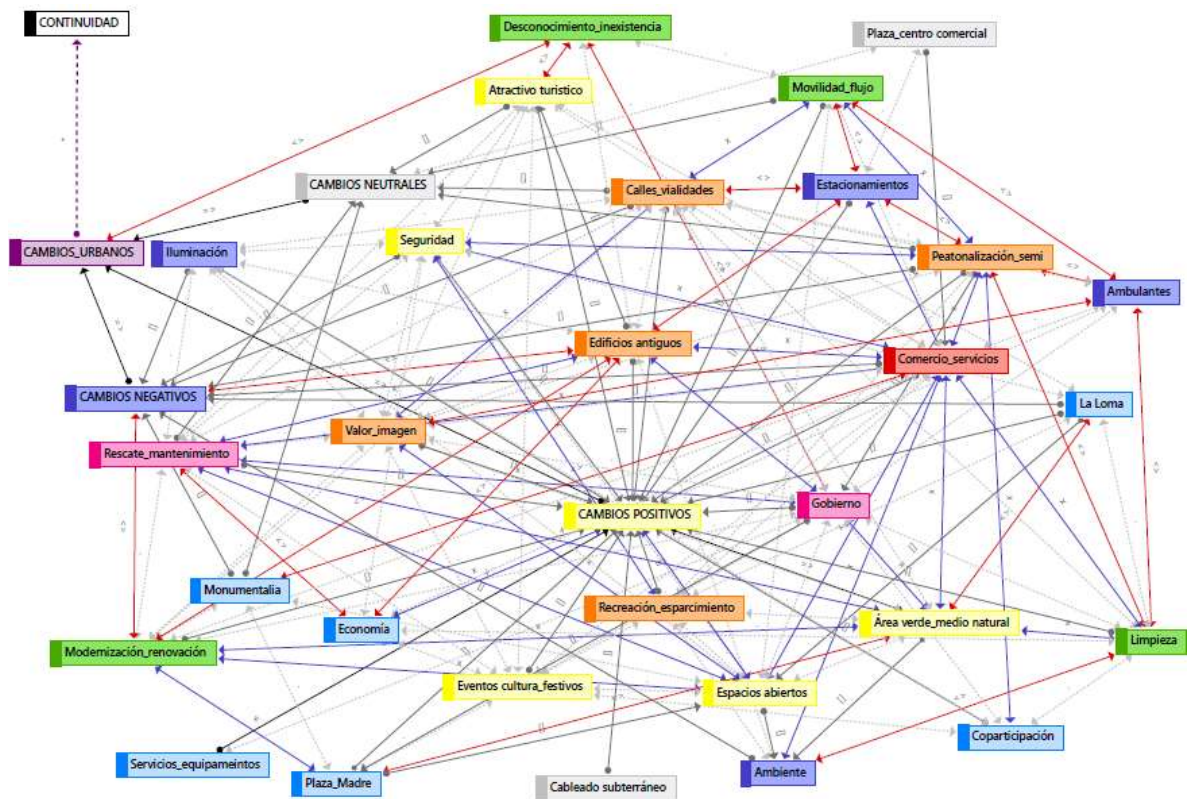 CONTINUIDAD
Desconocimiento_inexistencia
Plaza_centro comercial
Atractivo turistico
Movilidad_flujo
CAMBIOS NEUTRALES
Calles_vialidades
Estacionamientos
CAMBIOS_URBANOS
Iluminación
Seguridad
Peatonalización_semi
Ambulantes
Edificios antiguos
Comercio_servicios
CAMBIOS NEGATIVOS
La Loma
Rescate_mantenimiento
Valor_imagen
CAMBIOS POSITIVOS
Gobierno
Monumentalia
Economía
Recreación_esparcimiento
Área verde_medio natural
Limpieza
Modernización_renovación
Eventos cultura_festivos
Espacios abiertos
Coparticipación
Servicios_equipameintos
Plaza_Madre
Cableado subterráneo
Ambiente